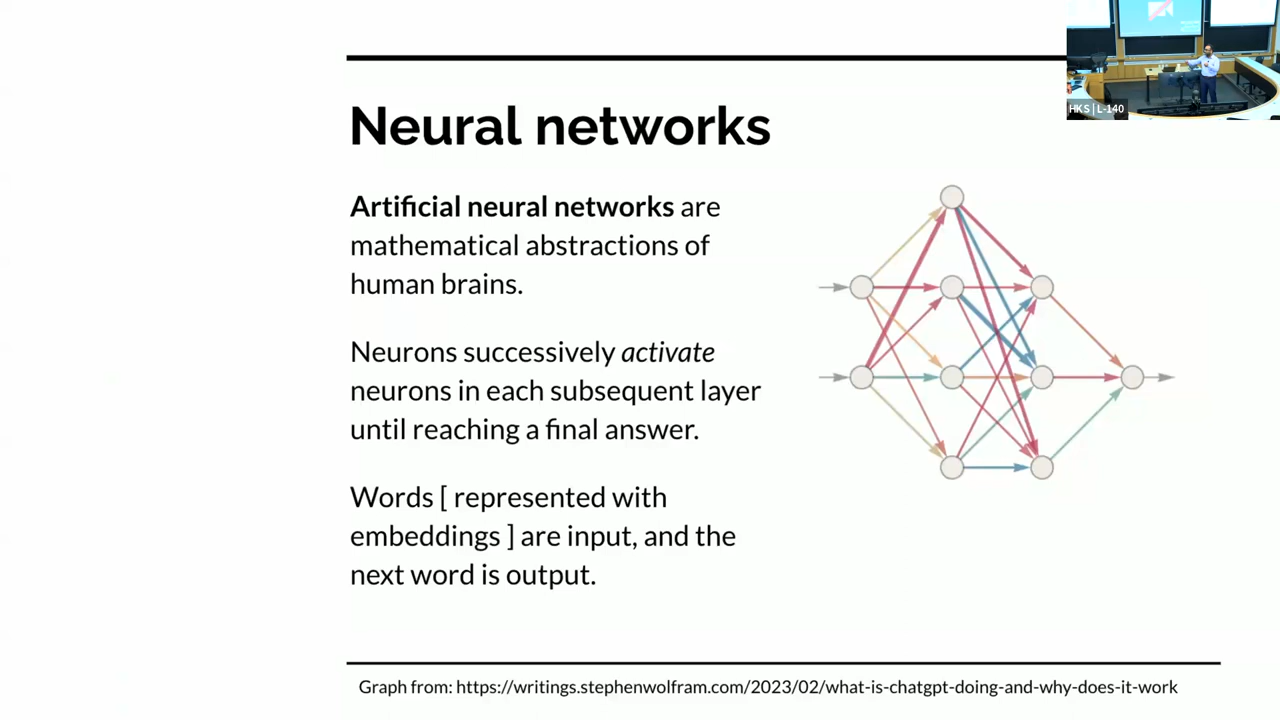 Neural networks
Artificial neural networks are
mathematical abstractions of
human brains.
Neurons successively activate
neurons in each subsequent layer
until reaching a final answer.
Words [ represented with
embeddings ] are input, and the
next word is output.
Graph from: https://writings.stephenwolfram.com/2023/02/what-is-chatgpt-doing-and-why-does-it-work
HKS | L-140